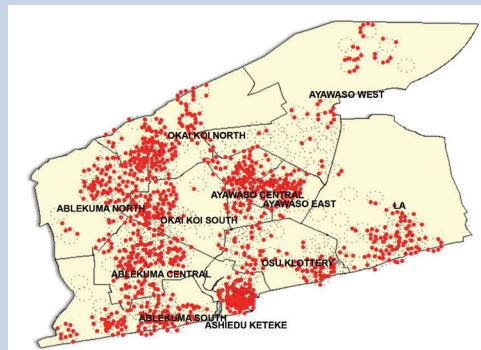 AYAWASO WEST
OKAI KOI NORTH
AYAWASO CENTRAL
AYAWASO EAST
ABLEKUMA NORTH
LA
OKAI KOI SOUTH
OSU KLOTTERY
ABLEKUMA CENTRAL
ABLEKUMA SOUTH
ASHIEDU KETEKE